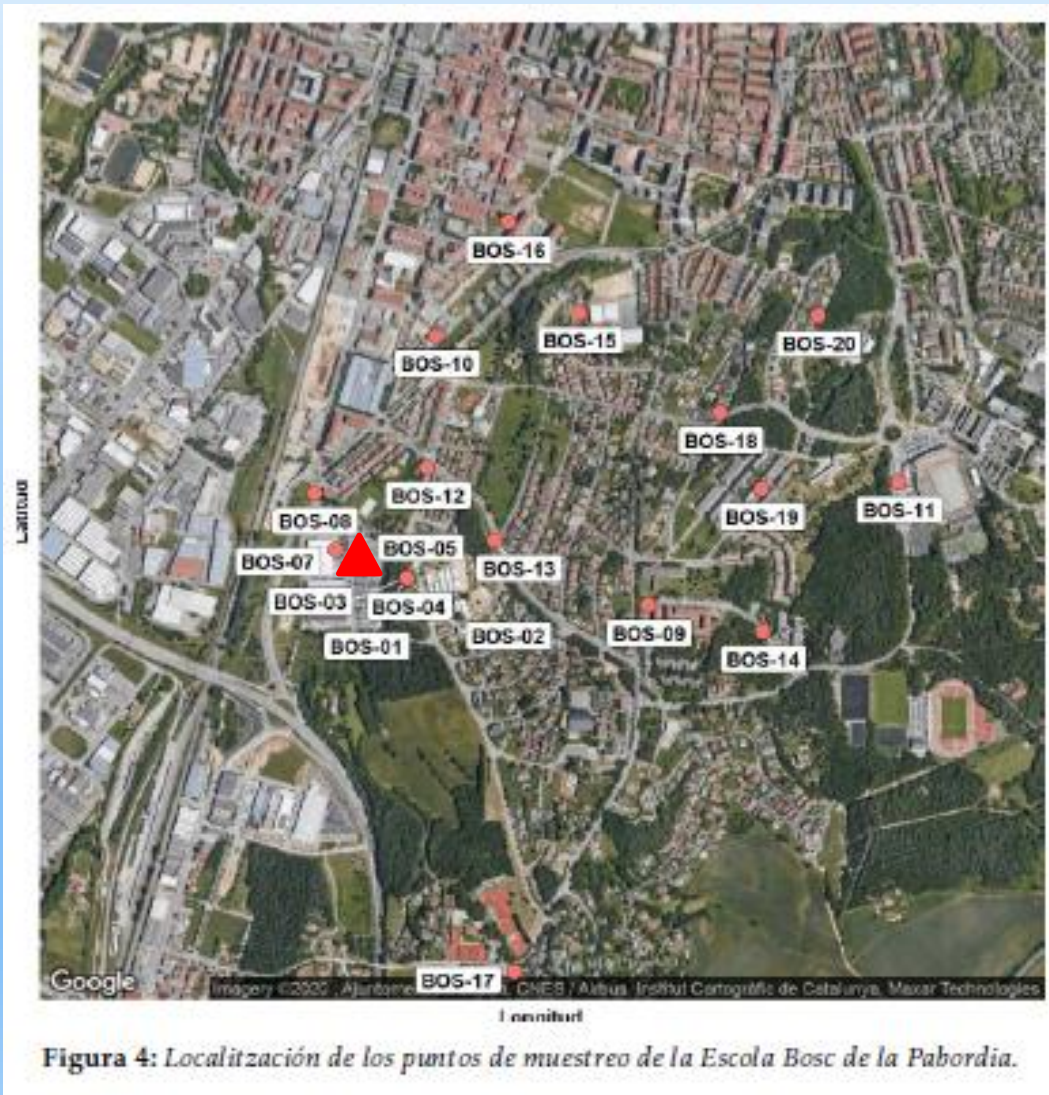 BOS-16
BOS-15
BOS-20
BOS-10
BOS-18
BOS-12
BOS-19
BOS-11
BOS-08
BOS-05
BOS-07
BOS-13
BOS-03
BOS-04
BOS-01
BOS-02
BOS-09
BOS-14
BOS-17
Latitud
Google
Imagery ©2020, CNES / Airbus, Institut Cartogràfic de Catalunya, Maxar Technologies
Longitud
Figura 4: Localitzación de los puntos de muestreo de la Escola Bosc de la Pabordia.